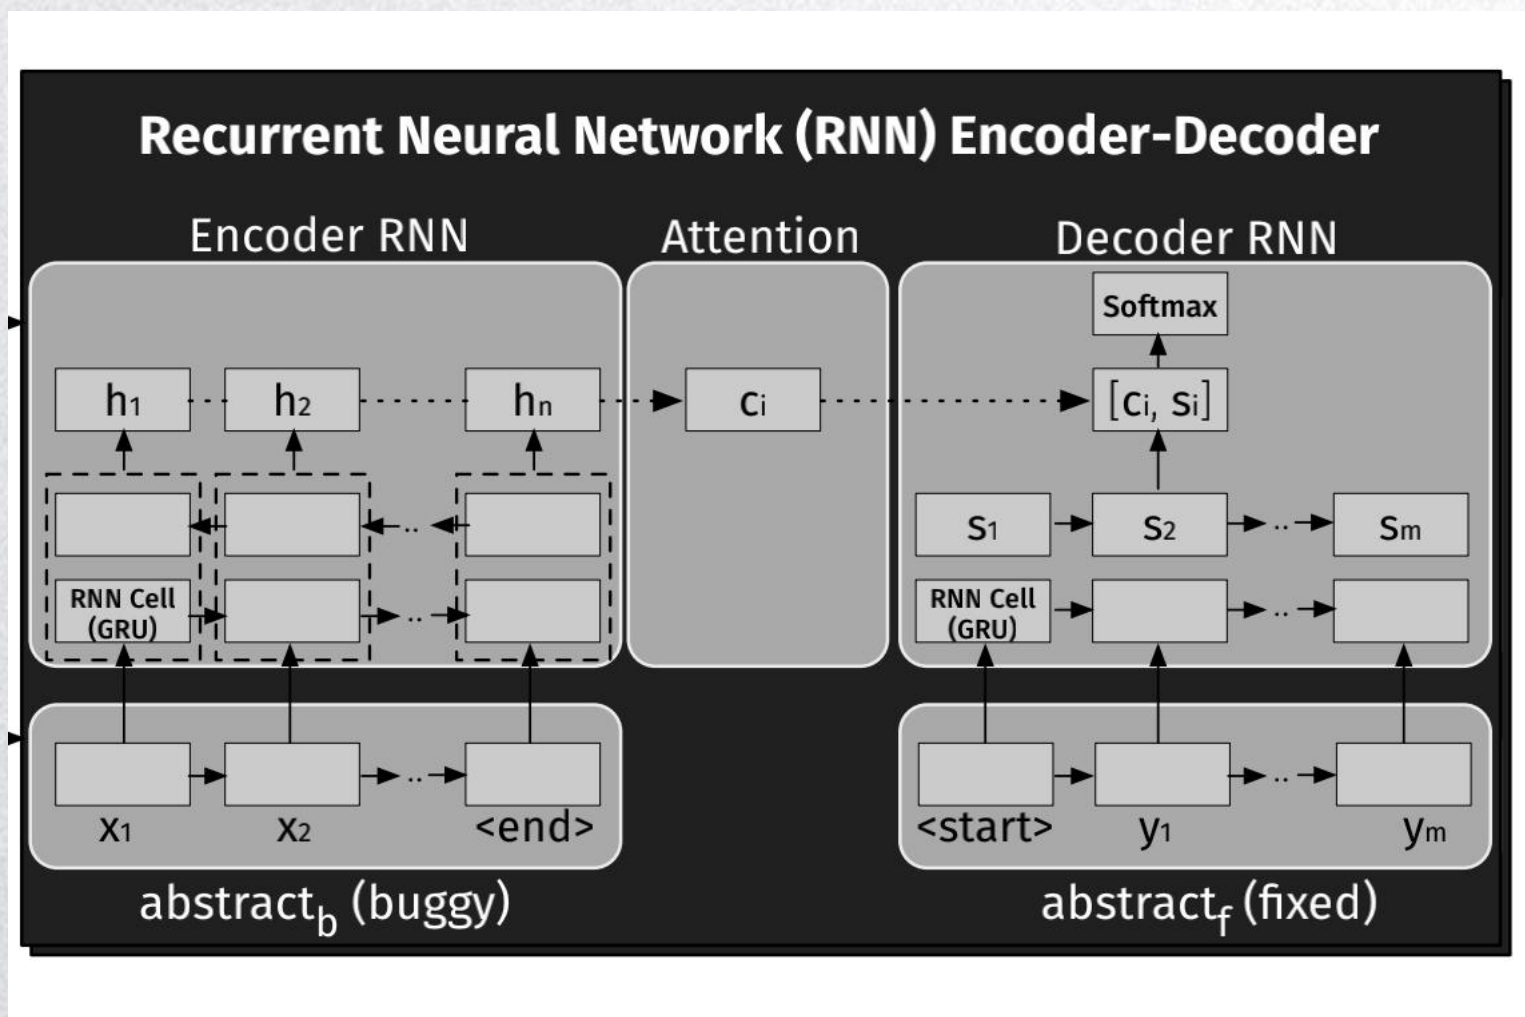 Recurrent Neural Network (RNN) Encoder-Decoder
Encoder RNN
Attention
Decoder RNN
Softmax
h1
h2
hn
ci
[ci, si]
s1
s2
..
sm
..
RNN Cell
(GRU)
..
RNN Cell
(GRU)
..
..
..
x1
x2
<end>
<start>
y1
ym
abstractb (buggy)
abstractf (fixed)